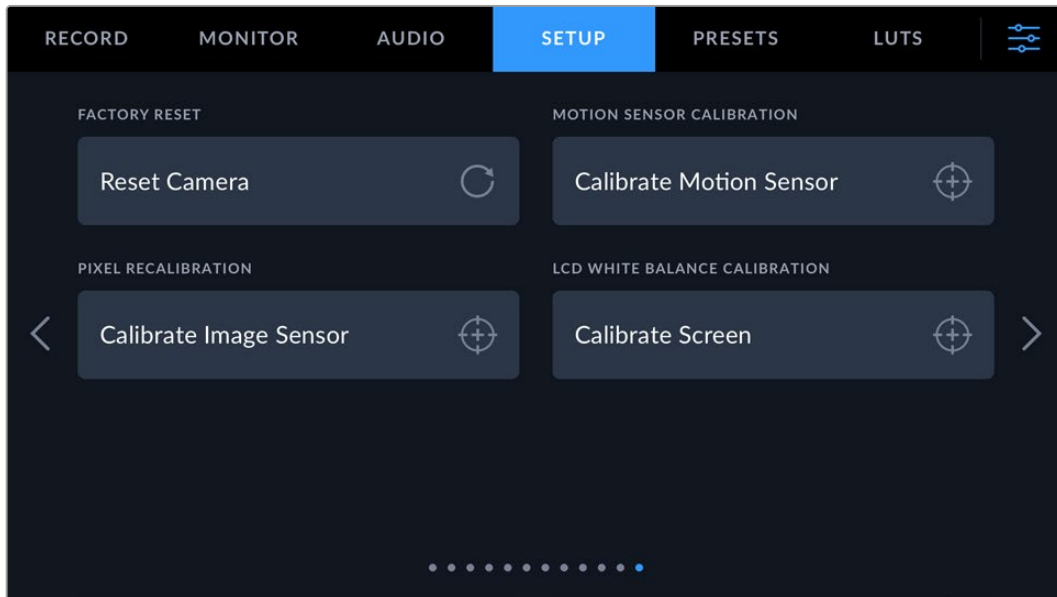 RECORD MONITOR AUDIO SETUP PRESETS LUTS
FACTORY RESET
Reset Camera
MOTION SENSOR CALIBRATION
Calibrate Motion Sensor
PIXEL RECALIBRATION
Calibrate Image Sensor
LCD WHITE BALANCE CALIBRATION
Calibrate Screen